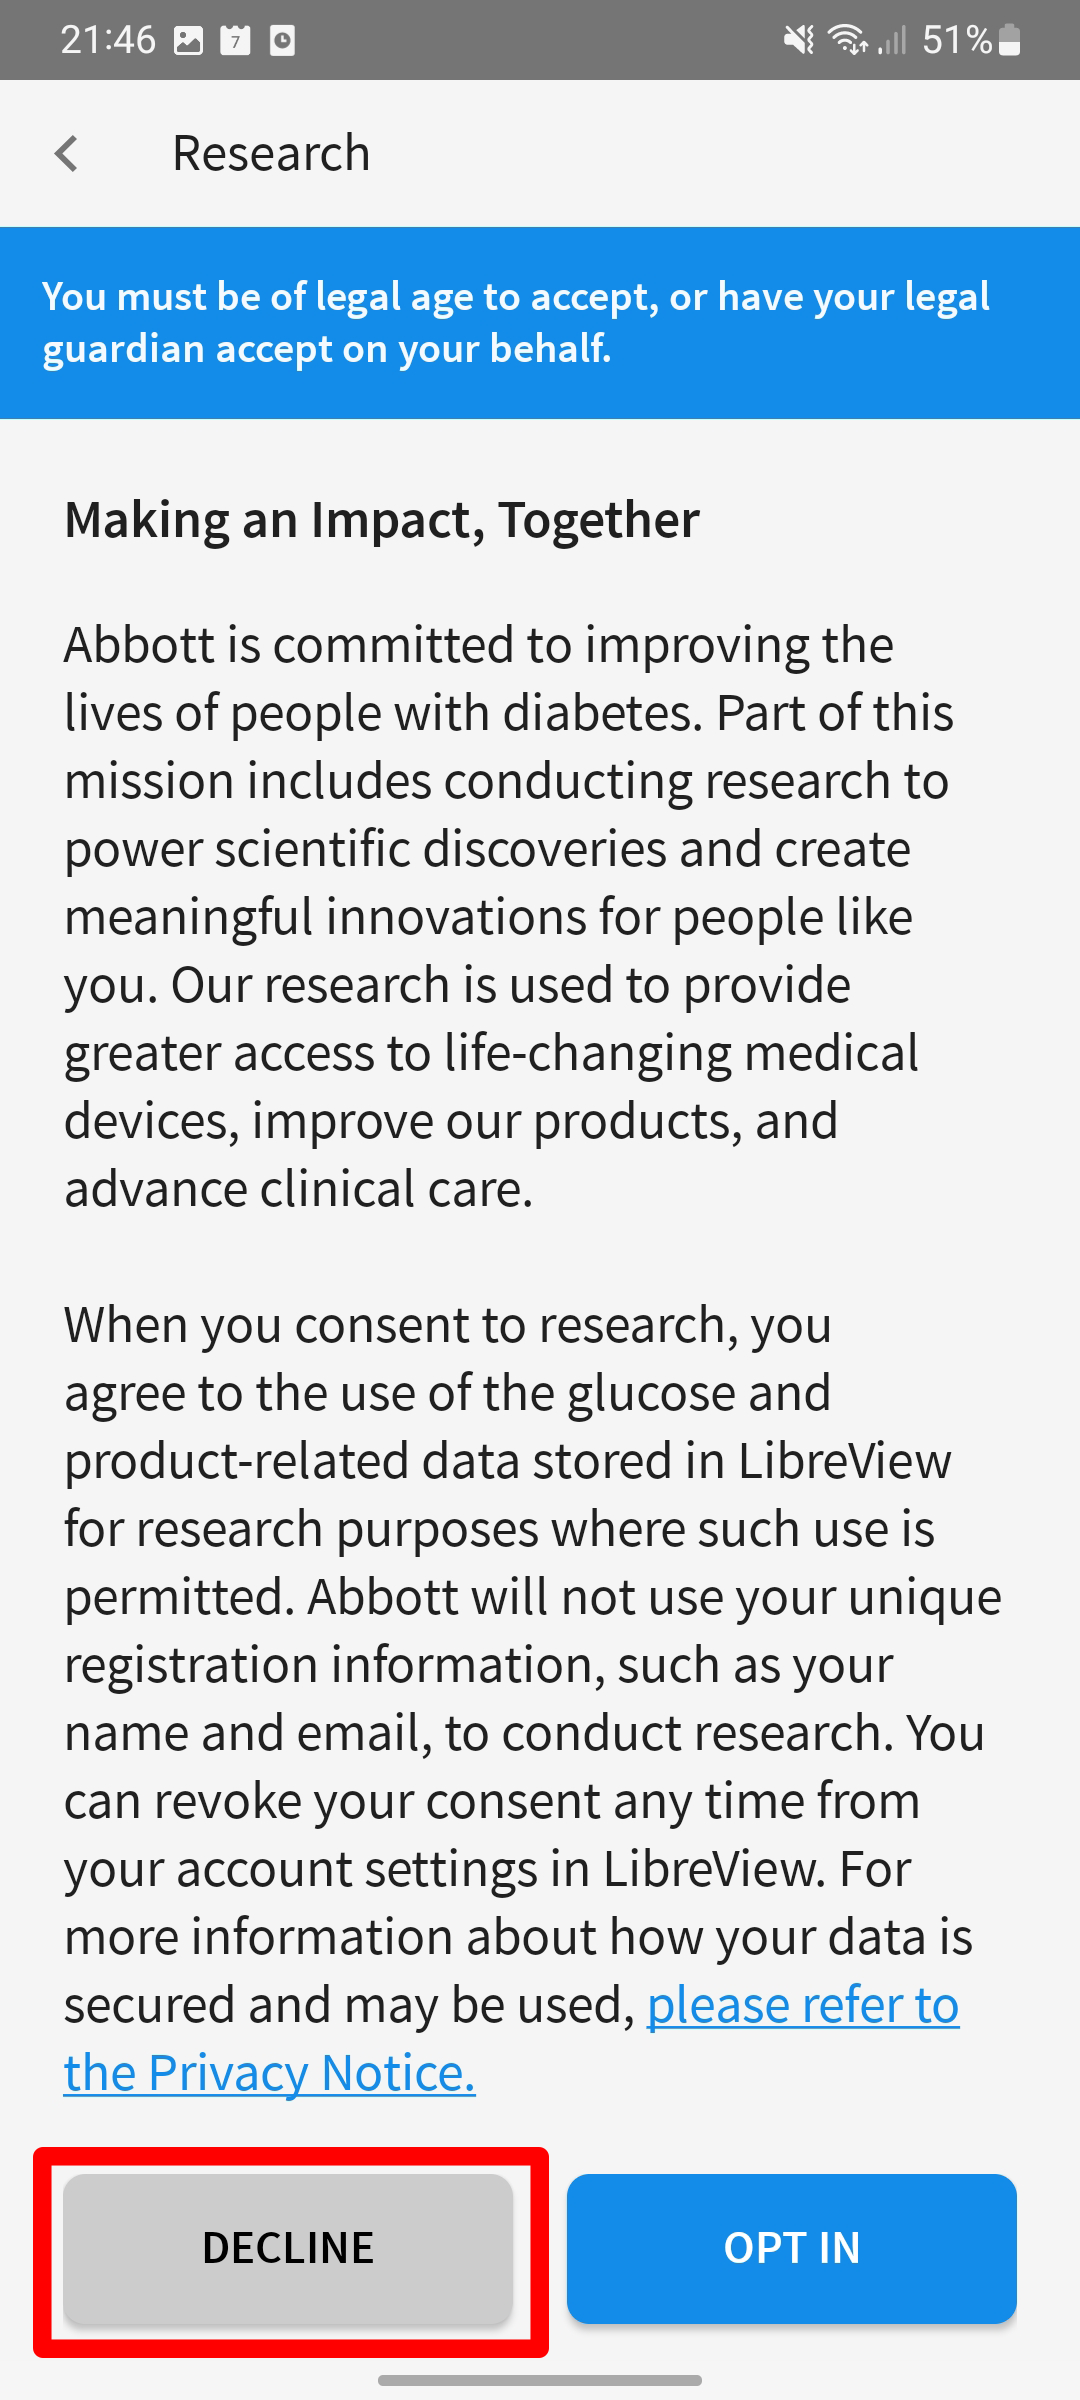 21:46
7
51%
Research
You must be of legal age to accept, or have your legal
guardian accept on your behalf.
Making an Impact, Together
Abbott is committed to improving the
lives of people with diabetes. Part of this
mission includes conducting research to
power scientific discoveries and create
meaningful innovations for people like
you. Our research is used to provide
greater access to life-changing medical
devices, improve our products, and
advance clinical care.
When you consent to research, you
agree to the use of the glucose and
product-related data stored in LibreView
for research purposes where such use is
permitted. Abbott will not use your unique
registration information, such as your
name and email, to conduct research. You
can revoke your consent any time from
your account settings in LibreView. For
more information about how your data is
secured and may be used, please refer to
the Privacy Notice.
DECLINE
OPT IN